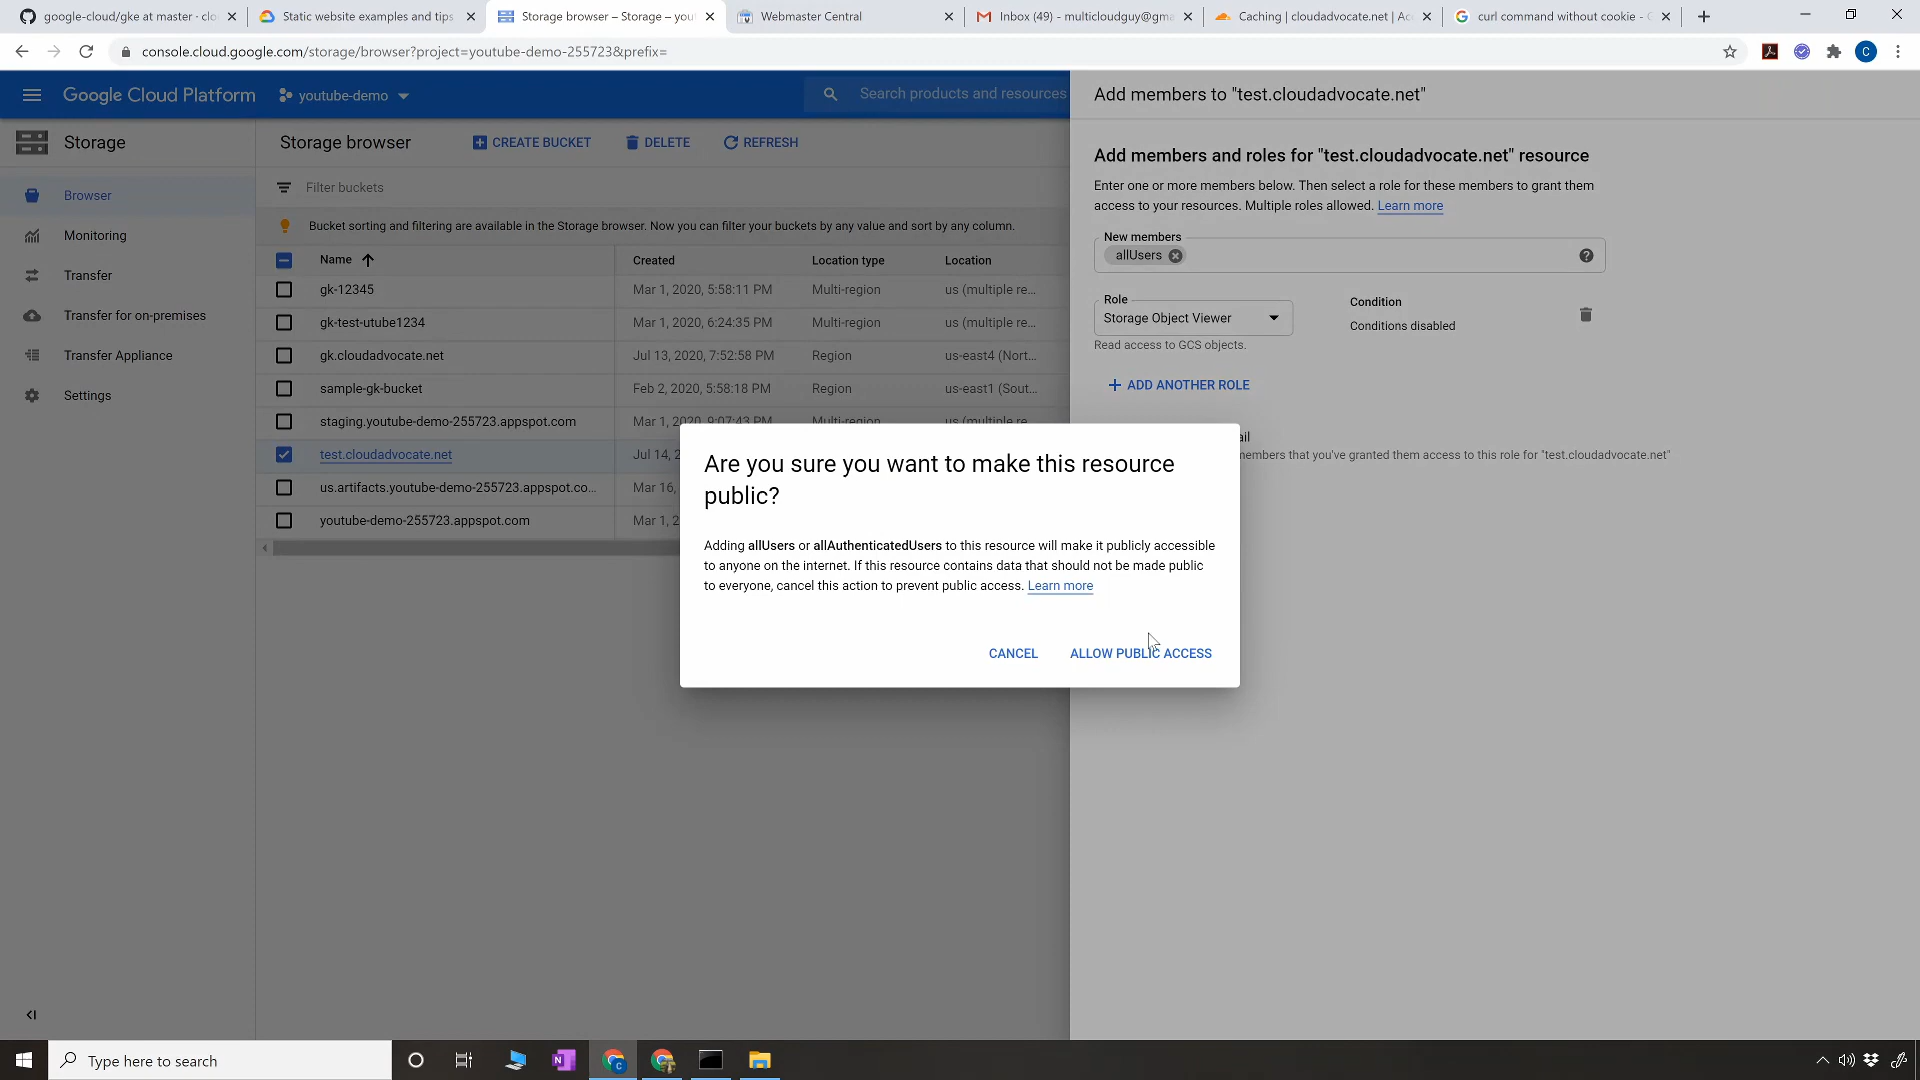 google-cloud/gke at master · clo
Static website examples and tips
Storage browser – Storage – you
Webmaster Central
Inbox (49) - multicloudguy@gma
Caching | cloudadvocate.net | Ac
curl command without cookie - G
console.cloud.google.com/storage/browser?project=youtube-demo-255723&prefix=
C
Google Cloud Platform
youtube-demo
Search products and resources
Add members to "test.cloudadvocate.net"
Storage
Storage browser
CREATE BUCKET
DELETE
REFRESH
Add members and roles for "test.cloudadvocate.net" resource
Enter one or more members below. Then select a role for these members to grant them
access to your resources. Multiple roles allowed. Learn more
Browser
Monitoring
Transfer
Transfer for on-premises
Transfer Appliance
Settings
Filter buckets
Bucket sorting and filtering are available in the Storage browser. Now you can filter your buckets by any value and sort by any column.
Name Created Location type Location
gk-12345 Mar 1, 2020, 5:58:11 PM Multi-region us (multiple re...
gk-test-utube1234 Mar 1, 2020, 6:24:35 PM Multi-region us (multiple re...
gk.cloudadvocate.net Jul 13, 2020, 7:52:58 PM Region us-east4 (Nort...
sample-gk-bucket Feb 2, 2020, 5:58:18 PM Region us-east1 (Sout...
staging.youtube-demo-255723.appspot.com Mar 1, 2020, 9:07:43 PM Multi-region us (multiple re...
test.cloudadvocate.net Jul 14, 2
us.artifacts.youtube-demo-255723.appspot.co... Mar 16,
youtube-demo-255723.appspot.com Mar 1, 2
New members
allUsers
Role
Storage Object Viewer
Read access to GCS objects.
Condition
Conditions disabled
ADD ANOTHER ROLE
ail
members that you've granted them access to this role for "test.cloudadvocate.net"
Are you sure you want to make this resource
public?
Adding allUsers or allAuthenticatedUsers to this resource will make it publicly accessible
to anyone on the internet. If this resource contains data that should not be made public
to everyone, cancel this action to prevent public access. Learn more
CANCEL
ALLOW PUBLIC ACCESS
Type here to search